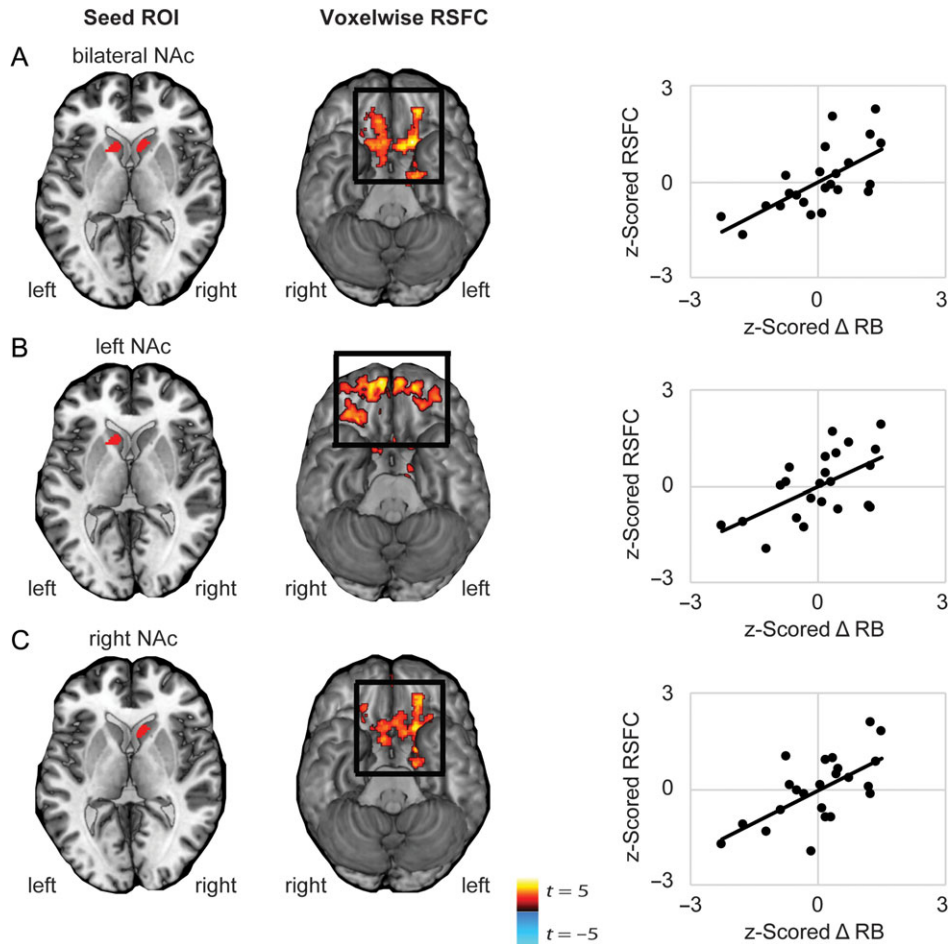 Seed ROI
Voxelwise RSFC
A
bilateral NAc
left
right
right
left
3
0
−3
z-Scored RSFC
−3
0
3
z-Scored Δ RB
B
left NAc
left
right
right
left
3
0
−3
z-Scored RSFC
−3
0
3
z-Scored Δ RB
C
right NAc
left
right
right
left
t = 5
t = −5
3
0
−3
z-Scored RSFC
−3
0
3
z-Scored Δ RB